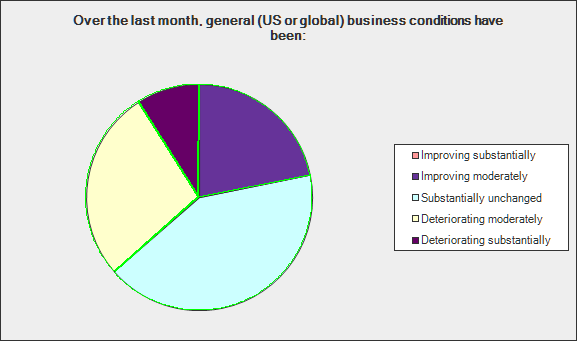 Over the last month, general (US or global) business conditions have
been:
Improving substantially
Improving moderately
Substantially unchanged
Deteriorating moderately
Deteriorating substantially